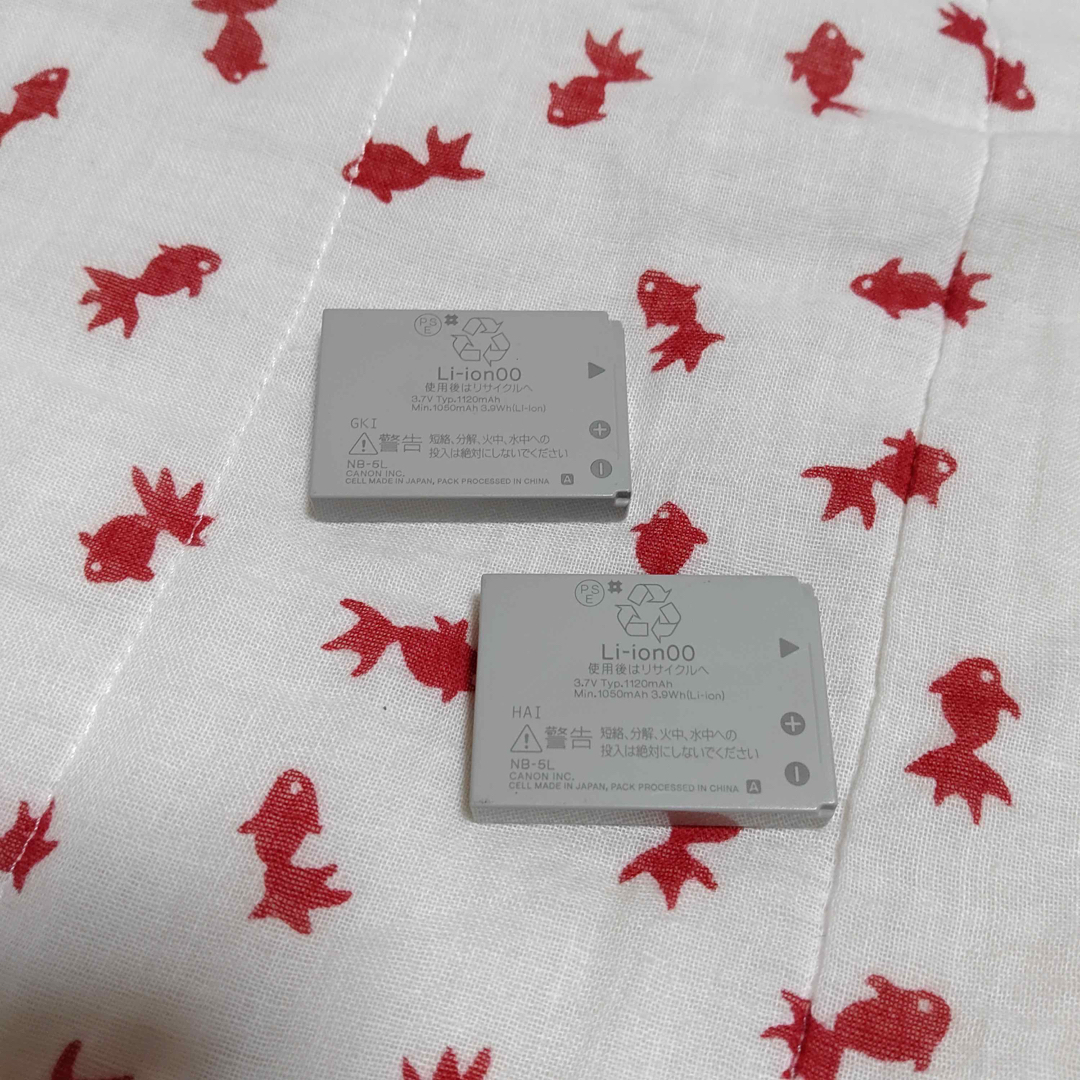 PSE
Li-ion00
使用後はリサイクルへ
3.7V Typ.1120mAh
Min.1050mAh 3.9Wh(Li-ion)
GKI
警告 短絡、分解、火中、水中への
投入は絶対にしないでください
NB-5L
CANON INC.
CELL MADE IN JAPAN, PACK PROCESSED IN CHINA A
PSE
Li-ion00
使用後はリサイクルへ
3.7V Typ.1120mAh
Min.1050mAh 3.9Wh(Li-ion)
HAI
警告 短絡、分解、火中、水中への
投入は絶対にしないでください
NB-5L
CANON INC.
CELL MADE IN JAPAN, PACK PROCESSED IN CHINA A